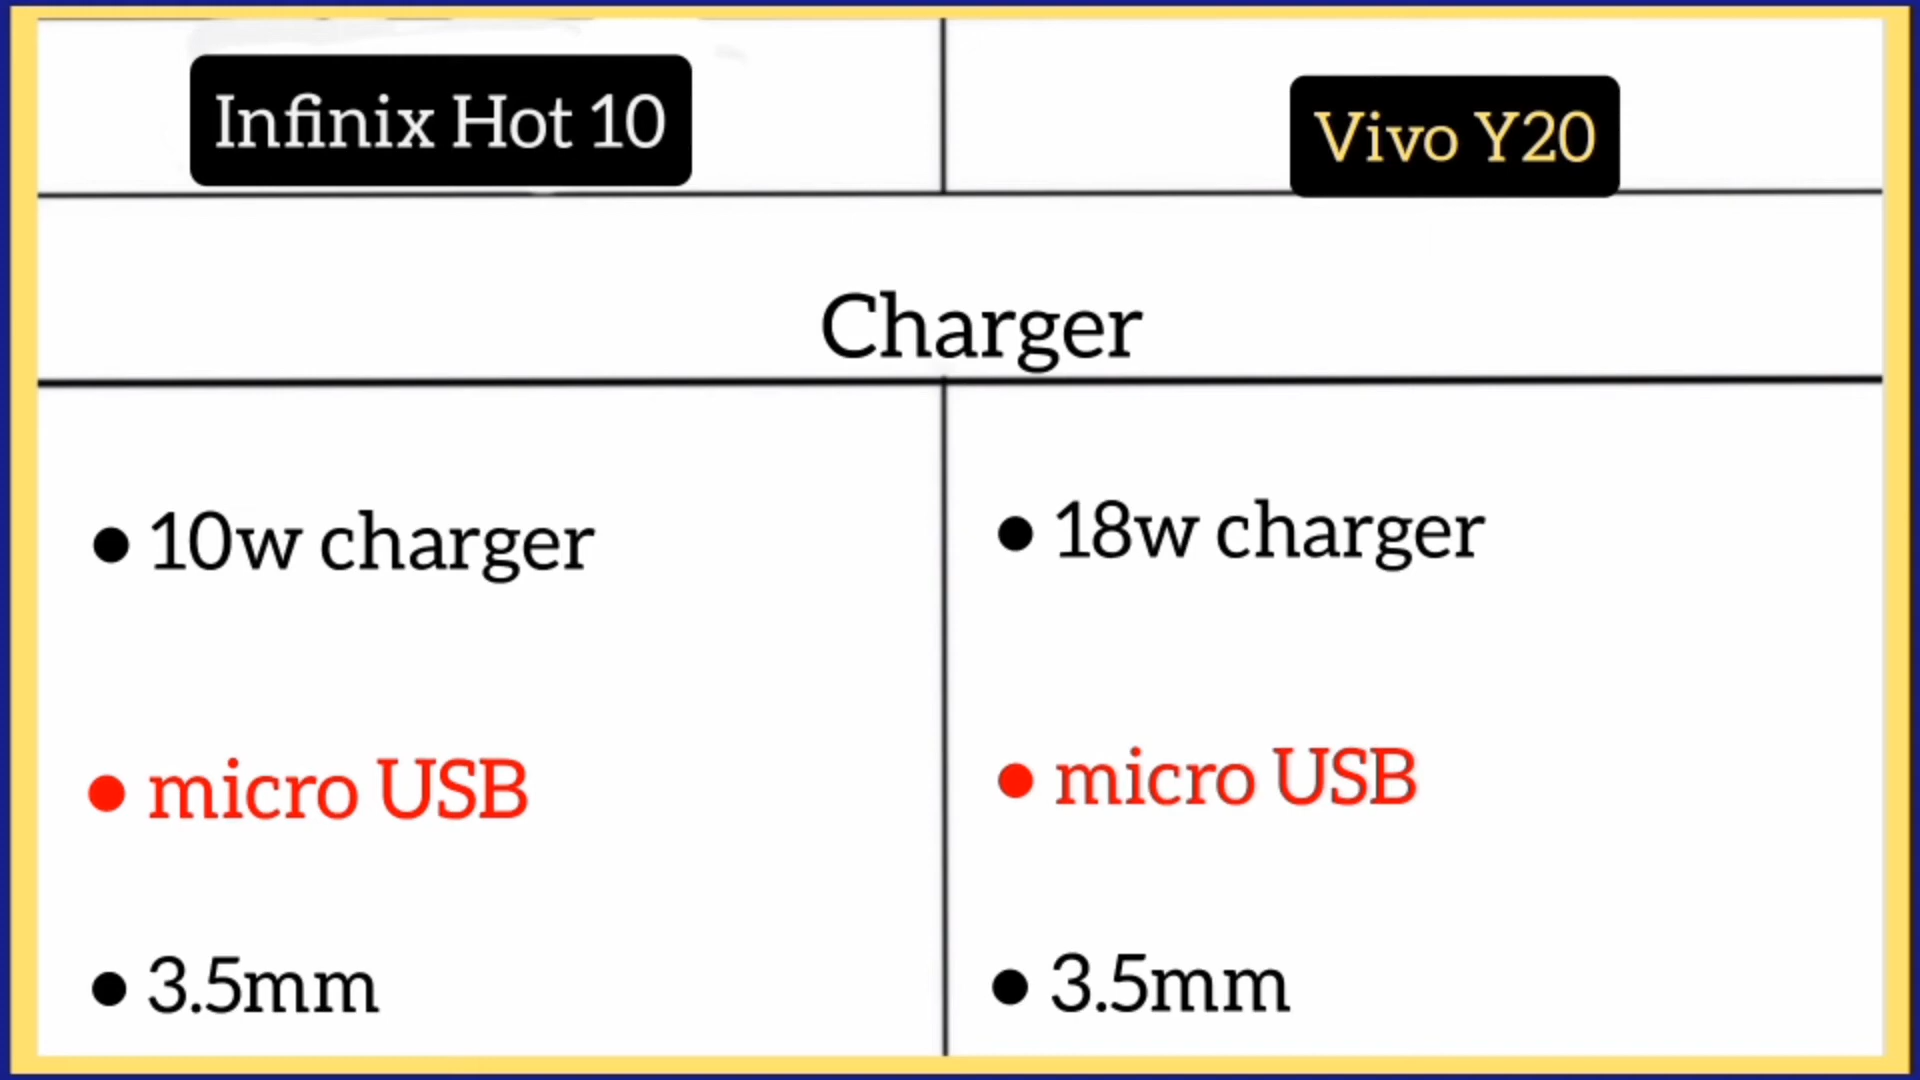 Infinix Hot 10
Vivo Y20
Charger
• 10w charger
• 18w charger
• micro USB
• micro USB
• 3.5mm
• 3.5mm